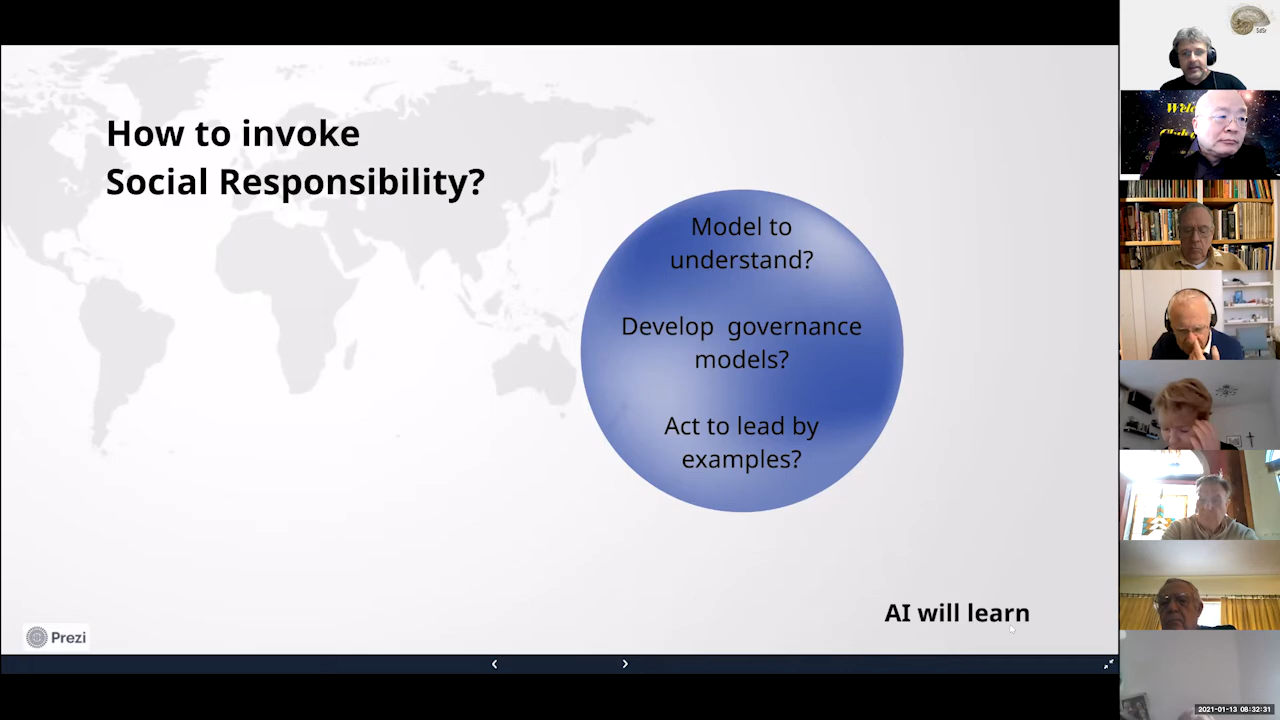 How to invoke
Social Responsibility?
Model to
understand?
Develop governance
models?
Act to lead by
examples?
AI will learn
Prezi
2021-01-13 08:32:31